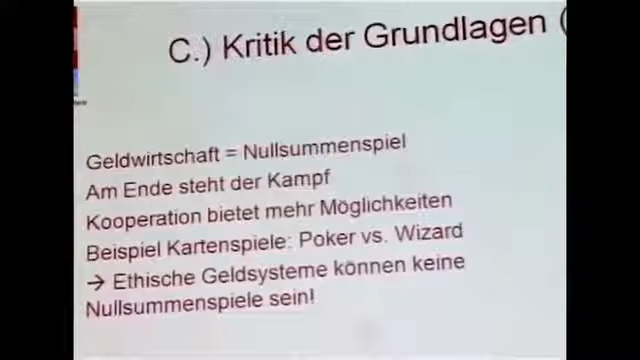 C.) Kritik der Grundlagen (
Geldwirtschaft = Nullsummenspiel
Am Ende steht der Kampf
Kooperation bietet mehr Möglichkeiten
Beispiel Kartenspiele: Poker vs. Wizard
→ Ethische Geldsysteme können keine
Nullsummenspiele sein!